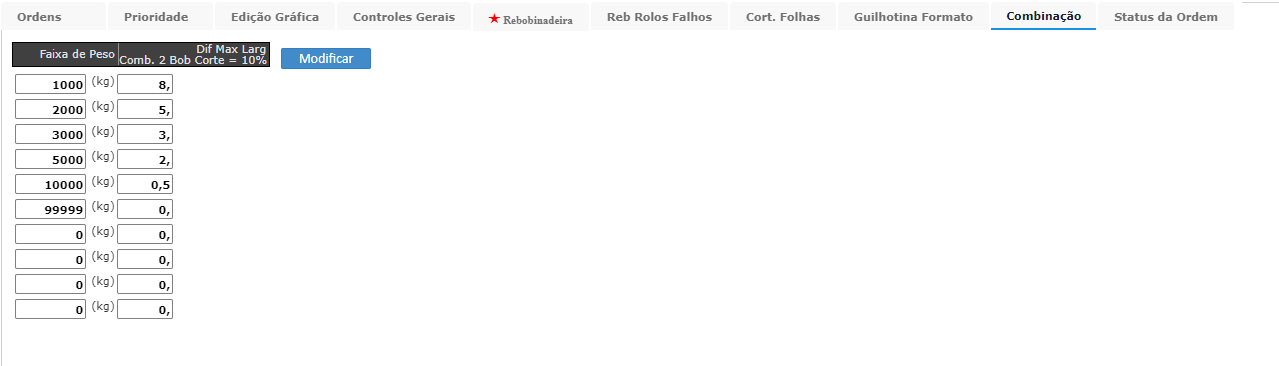 Ordens Prioridade Edição Gráfica Controles Gerais Rebobinadeira Reb Rolos Falhos Cort. Folhas Guilhotina Formato Combinação Status da Ordem
Faixa de Peso Dif Max Larg
Comb. 2 Bob Corte = 10%
Modificar
1000 (kg) 8,
2000 (kg) 5,
3000 (kg) 3,
5000 (kg) 2,
10000 (kg) 0,5
99999 (kg) 0,
0 (kg) 0,
0 (kg) 0,
0 (kg) 0,
0 (kg) 0,